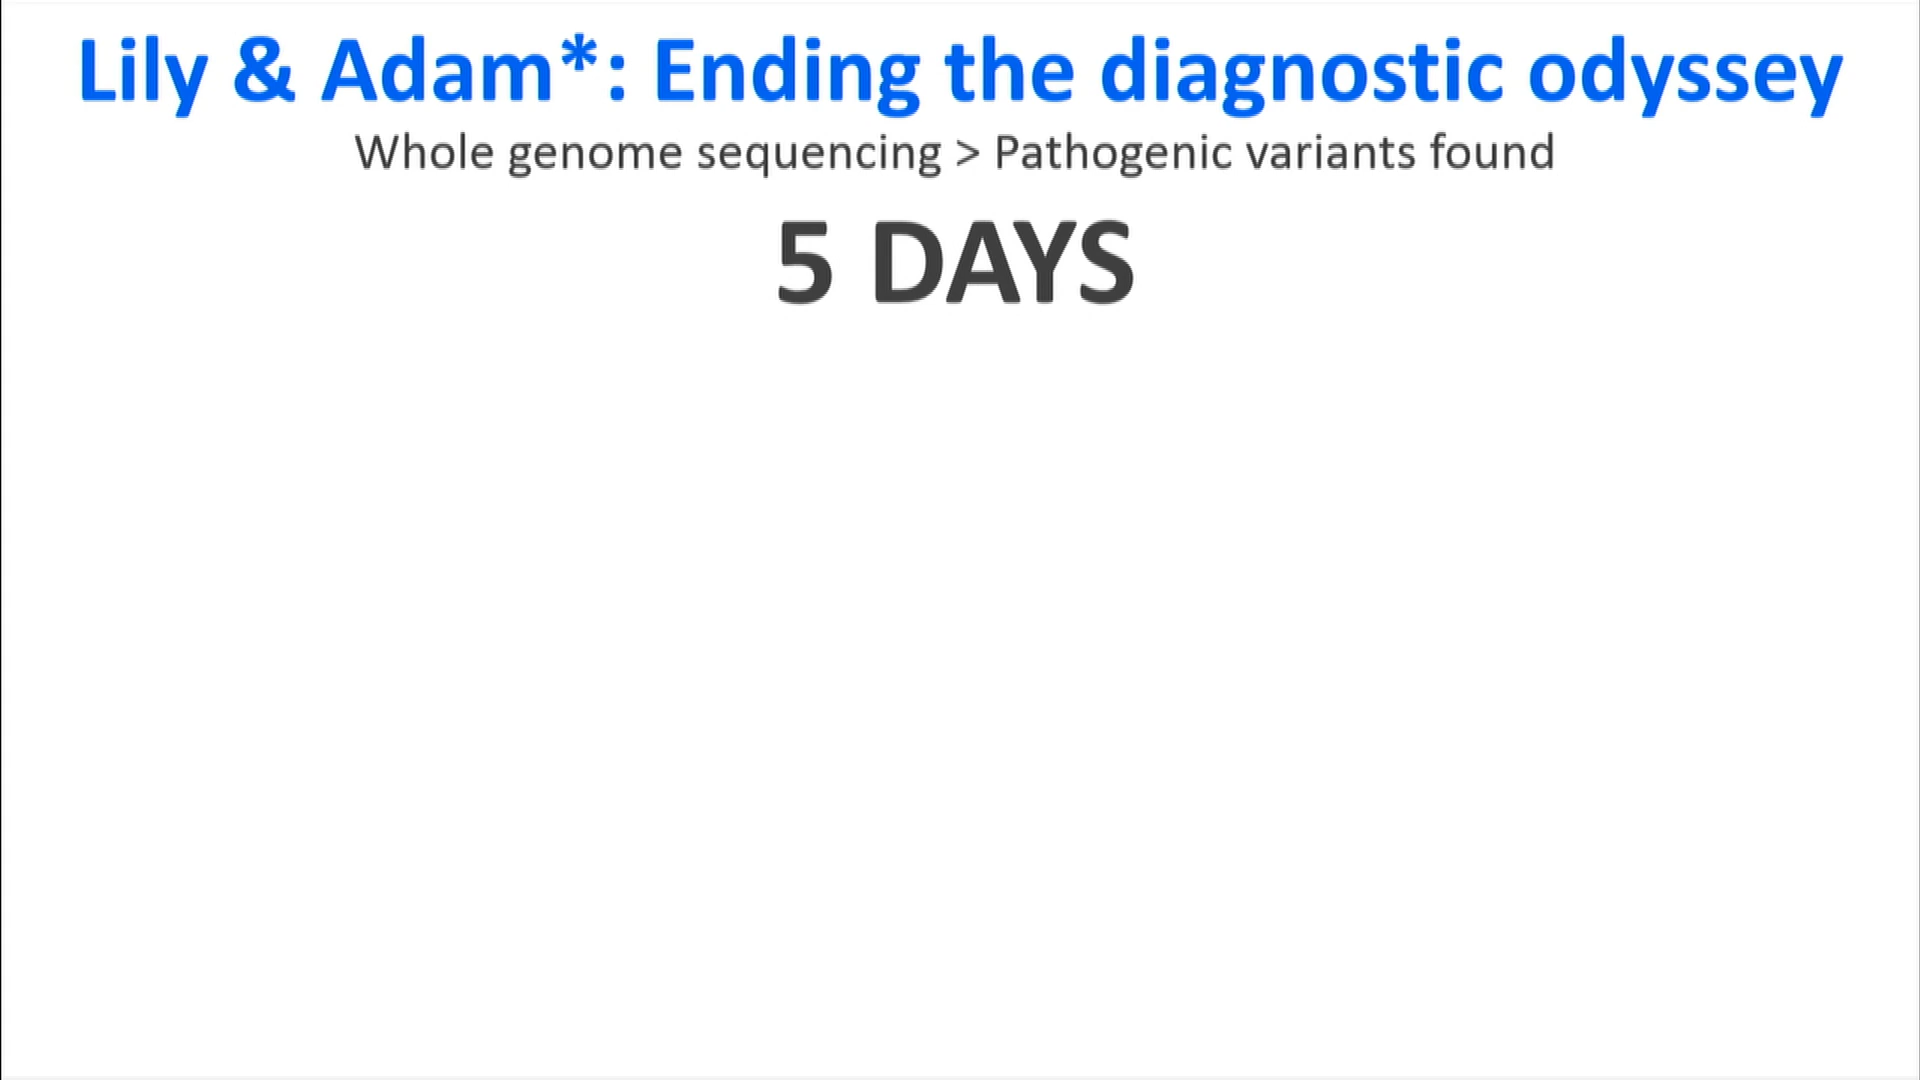 Lily & Adam*: Ending the diagnostic odyssey
Whole genome sequencing > Pathogenic variants found
5 DAYS